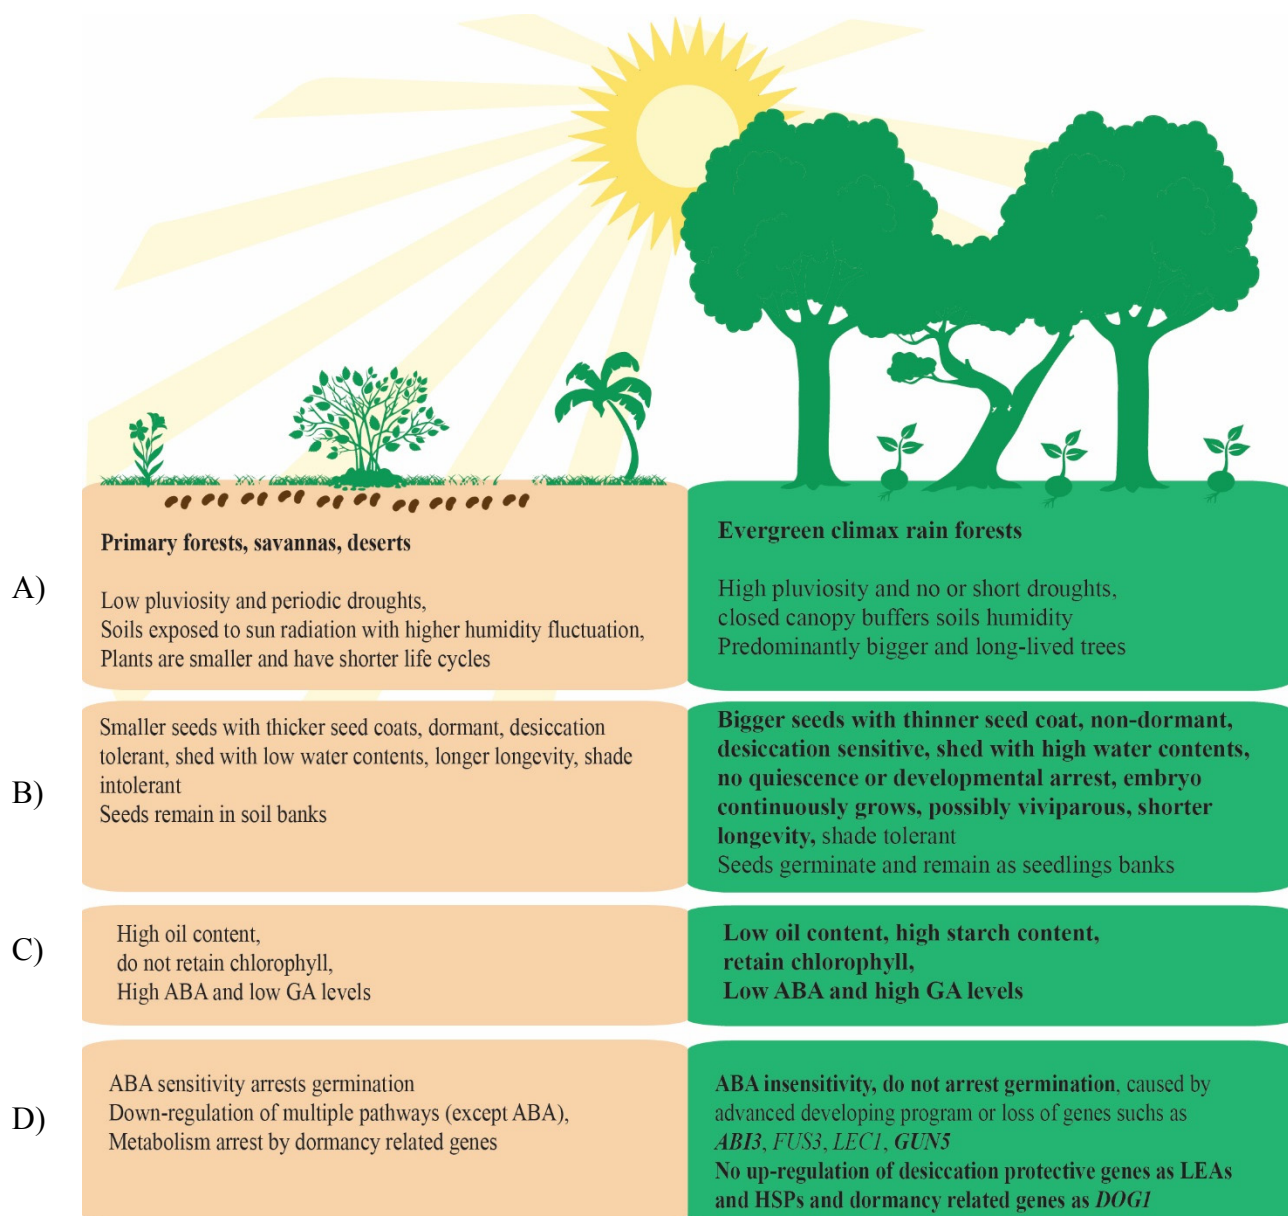 A)
Primary forests, savannas, deserts
Low pluviosity and periodic droughts,
Soils exposed to sun radiation with higher humidity fluctuation,
Plants are smaller and have shorter life cycles
Evergreen climax rain forests
High pluviosity and no or short droughts,
closed canopy buffers soils humidity
Predominantly bigger and long-lived trees
B)
Smaller seeds with thicker seed coats, dormant, desiccation
tolerant, shed with low water contents, longer longevity, shade
intolerant
Seeds remain in soil banks
Bigger seeds with thinner seed coat, non-dormant,
desiccation sensitive, shed with high water contents,
no quiescence or developmental arrest, embryo
continuously grows, possibly viviparous, shorter
longevity, shade tolerant
Seeds germinate and remain as seedlings banks
C)
High oil content,
do not retain chlorophyll,
High ABA and low GA levels
Low oil content, high starch content,
retain chlorophyll,
Low ABA and high GA levels
D)
ABA sensitivity arrests germination
Down-regulation of multiple pathways (except ABA),
Metabolism arrest by dormancy related genes
ABA insensitivity, do not arrest germination, caused by
advanced developing program or loss of genes suchs as
ABI3, FUS3, LEC1, GUN5
No up-regulation of desiccation protective genes as LEAs
and HSPs and dormancy related genes as DOG1